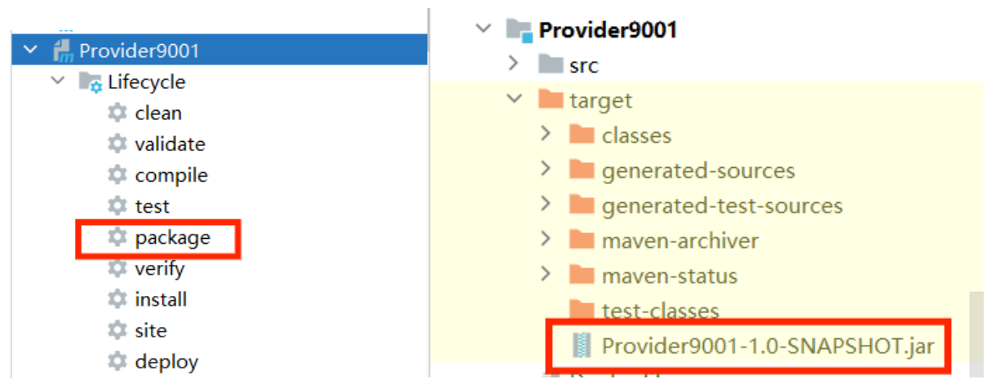 Provider9001
Lifecycle
clean
validate
compile
test
package
verify
install
site
deploy
Provider9001
src
target
classes
generated-sources
generated-test-sources
maven-archiver
maven-status
test-classes
Provider9001-1.0-SNAPSHOT.jar